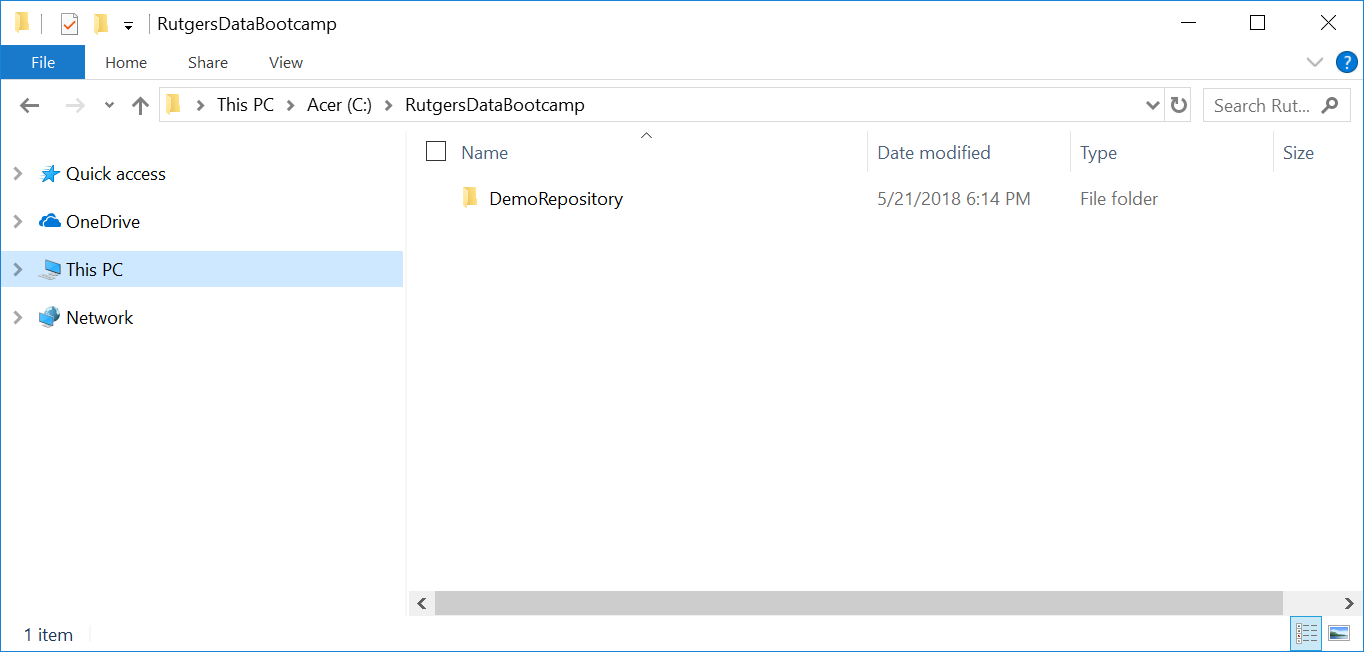 RutgersDataBootcamp
File Home Share View
?
This PC Acer (C:) RutgersDataBootcamp Search Rut...
Name Date modified Type Size
Quick access
DemoRepository 5/21/2018 6:14 PM File folder
OneDrive
This PC
Network
1 item